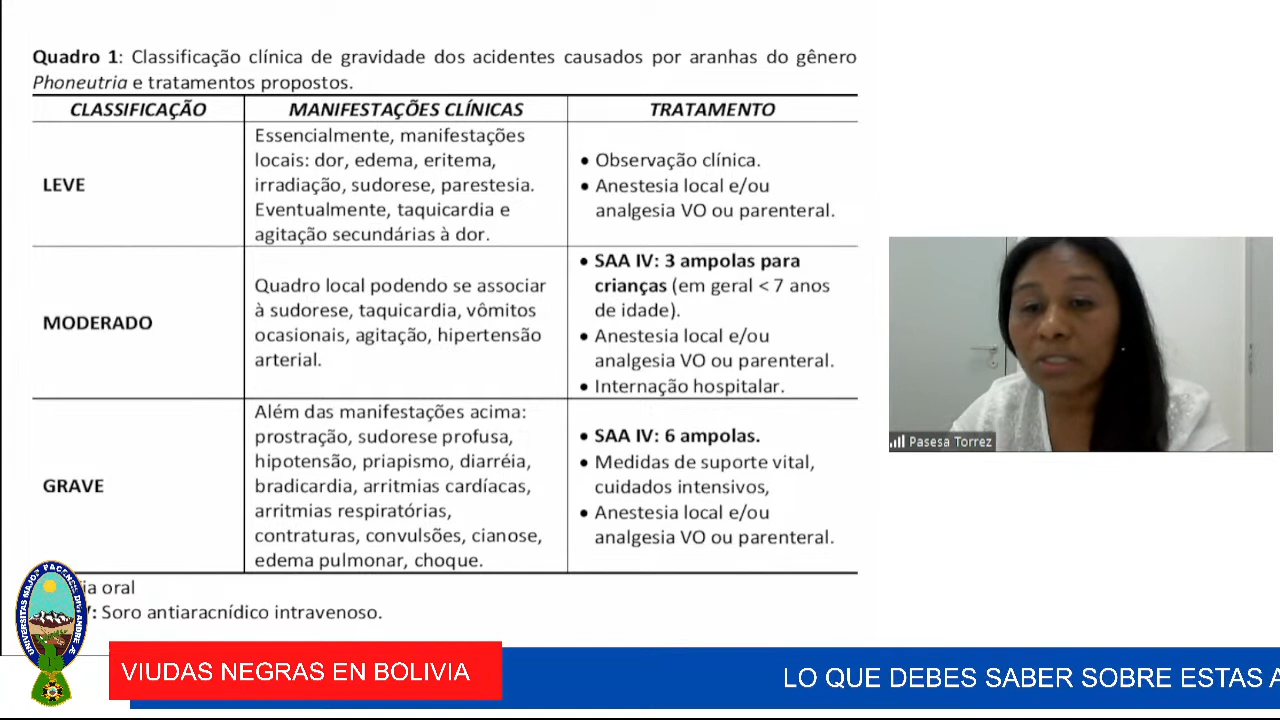 Quadro 1: Classificação clínica de gravidade dos acidentes causados por aranhas do gênero
Phoneutria e tratamentos propostos.
CLASSIFICAÇÃO
MANIFESTAÇÕES CLÍNICAS
TRATAMENTO
LEVE
Essencialmente, manifestações
locais: dor, edema, eritema,
irradiação, sudorese, parestesia.
Eventualmente, taquicardia e
agitação secundárias à dor.
• Observação clínica.
• Anestesia local e/ou
analgesia VO ou parenteral.
MODERADO
Quadro local podendo se associar
à sudorese, taquicardia, vômitos
ocasionais, agitação, hipertensão
arterial.
• SAA IV: 3 ampolas para
crianças (em geral < 7 anos
de idade).
• Anestesia local e/ou
analgesia VO ou parenteral.
• Internação hospitalar.
GRAVE
Além das manifestações acima:
prostração, sudorese profusa,
hipotensão, priapismo, diarréia,
bradicardia, arritmias cardíacas,
arritmias respiratórias,
contraturas, convulsões, cianose,
edema pulmonar, choque.
• SAA IV: 6 ampolas.
• Medidas de suporte vital,
cuidados intensivos,
• Anestesia local e/ou
analgesia VO ou parenteral.
oral
Soro antiaracnídico intravenoso.
Pasesa Torrez
VIUDAS NEGRAS EN BOLIVIA
LO QUE DEBES SABER SOBRE ESTAS A